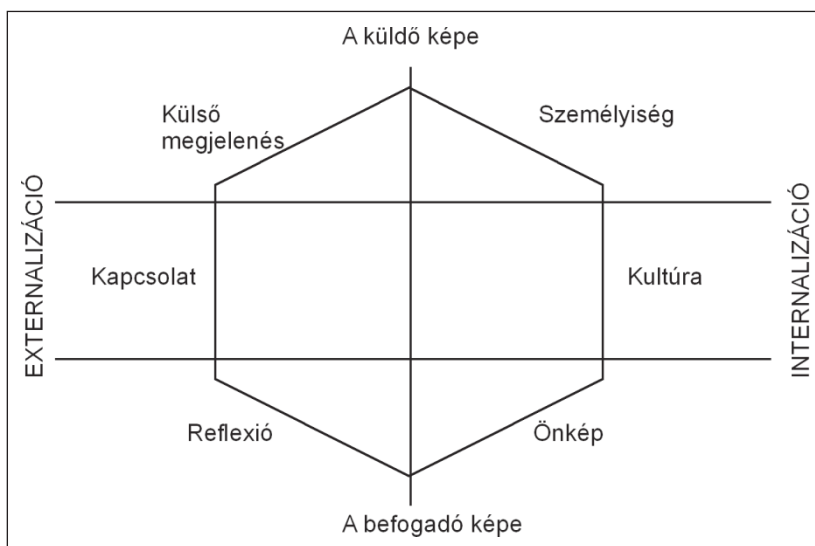 A küldő képe
Külső
megjelenés
Személyiség
EXTERNALIZÁCIÓ
Kapcsolat
Kultúra
INTERNALIZÁCIÓ
Reflexió
Önkép
A befogadó képe